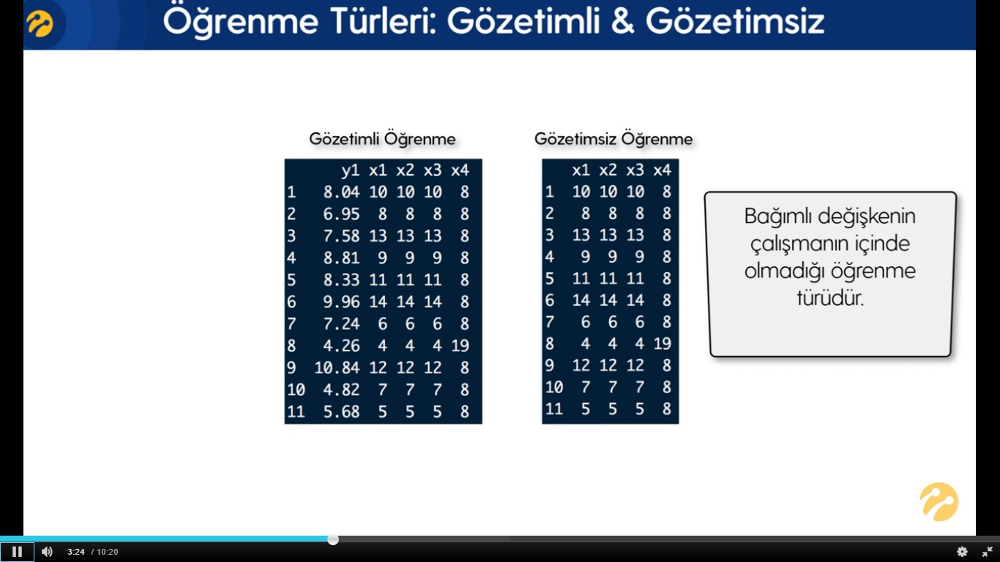 Öğrenme Türleri: Gözetimli & Gözetimsiz
Gözetimli Öğrenme
y1 x1 x2 x3 x4
1 8.04 10 10 10 8
2 6.95 8 8 8 8
3 7.58 13 13 13 8
4 8.81 9 9 9 8
5 8.33 11 11 11 8
6 9.96 14 14 14 8
7 7.24 6 6 6 8
8 4.26 4 4 4 19
9 10.84 12 12 12 8
10 4.82 7 7 7 8
11 5.68 5 5 5 8
Gözetimsiz Öğrenme
x1 x2 x3 x4
1 10 10 10 8
2 8 8 8 8
3 13 13 13 8
4 9 9 9 8
5 11 11 11 8
6 14 14 14 8
7 6 6 6 8
8 4 4 4 19
9 12 12 12 8
10 7 7 7 8
11 5 5 5 8
Bağımlı değişkenin
çalışmanın içinde
olmadığı öğrenme
türüdür.
3:24 / 10:20